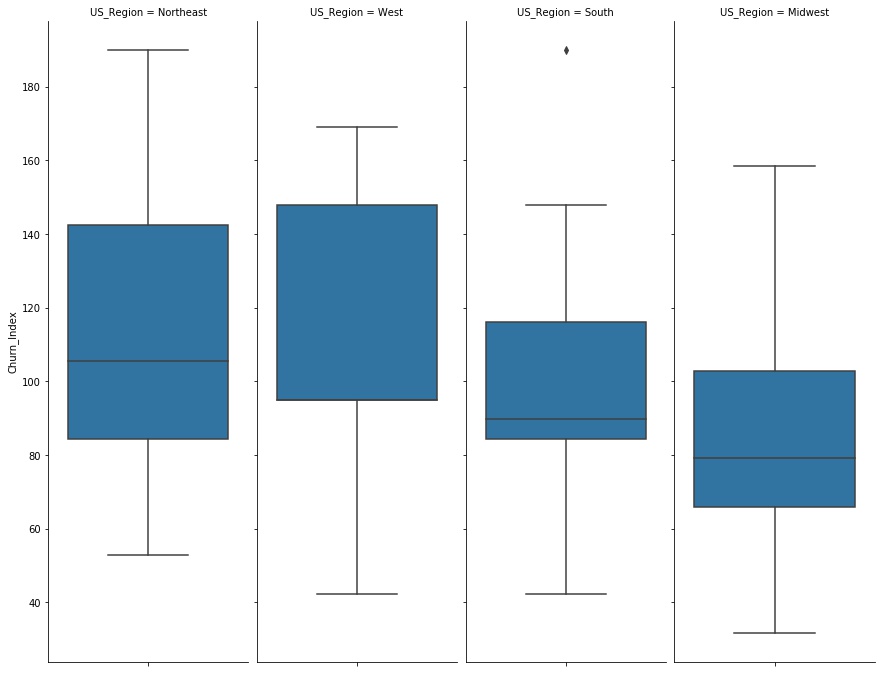 US_Region = Northeast
US_Region = West
US_Region = South
US_Region = Midwest
Churn_Index
180
160
140
120
100
80
60
40